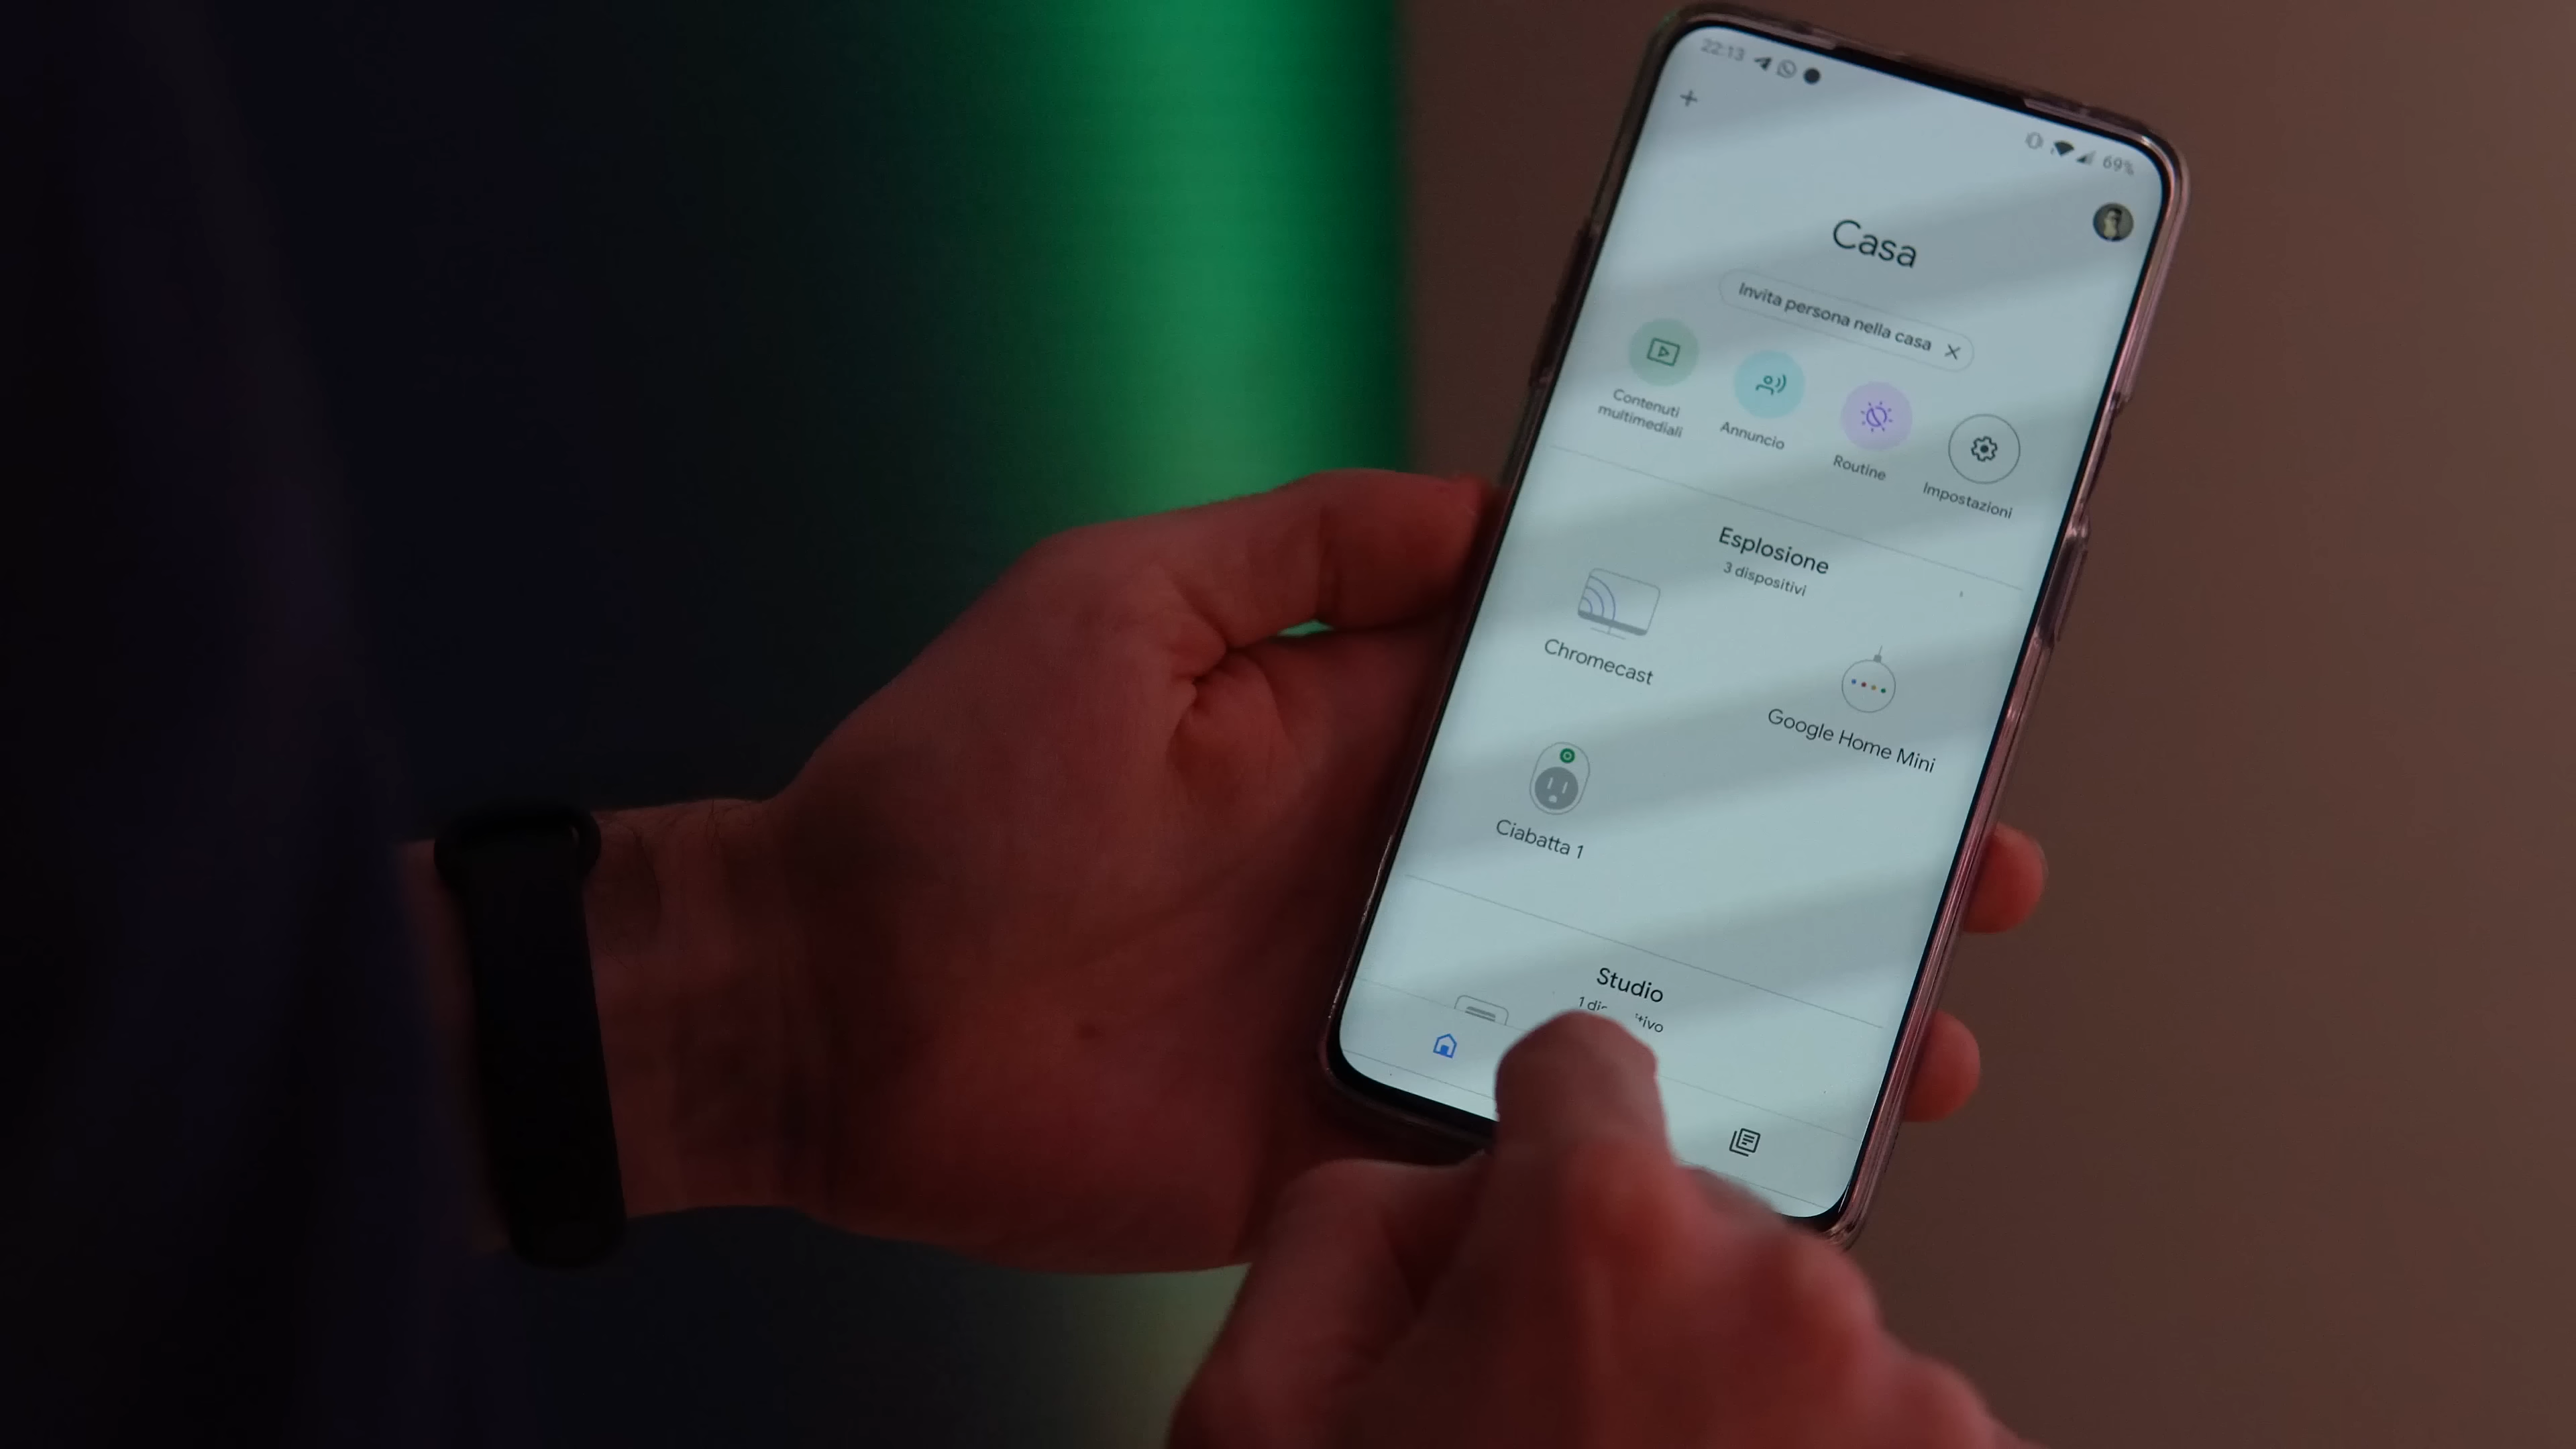 22:13
69%
Casa
Invita persona nella casa
Contenuti
multimediali
Annuncio
Routine
Impostazioni
Esplosione
3 dispositivi
Chromecast
Google Home Mini
Ciabatta 1
Studio
1